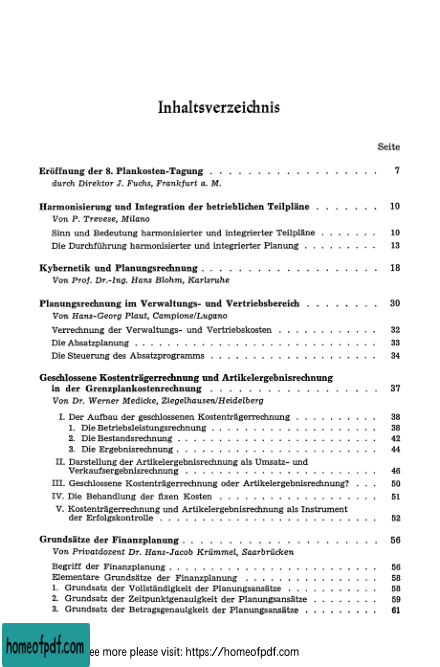 Inhaltsverzeichnis
Seite
Eröffnung der 8. Plankosten-Tagung . . . . . . . . . . . . . . . . . . 7
durch Direktor J. Fuchs, Frankfurt a. M.
Harmonisierung und Integration der betrieblichen Teilpläne . . . . . . . 10
Von P. Trevese, Milano
Sinn und Bedeutung harmonisierter und integrierter Teilpläne . . . . . . . 10
Die Durchführung harmonisierter und integrierter Planung . . . . . . . . 13
Kybernetik und Planungsrechnung . . . . . . . . . . . . . . . . . . 18
Von Prof. Dr.-Ing. Hans Blohm, Karlsruhe
Planungsrechnung im Verwaltungs- und Vertriebsbereich . . . . . . . . 30
Von Hans-Georg Plaut, Campione/Lugano
Verrechnung der Verwaltungs- und Vertriebskosten . . . . . . . . . . . 32
Die Absatzplanung . . . . . . . . . . . . . . . . . . . . . . . . 33
Die Steuerung des Absatzprogramms . . . . . . . . . . . . . . . . . 34
Geschlossene Kostenträgerrechnung und Artikelergebnisrechnung
in der Grenzplankostenrechnung . . . . . . . . . . . . . . . . . 37
Von Dr. Werner Medicke, Ziegelhausen/Heidelberg
I. Der Aufbau der geschlossenen Kostenträgerrechnung . . . . . . . . . 38
1. Die Betriebsleistungsrechnung . . . . . . . . . . . . . . . . . . 38
2. Die Bestandsrechnung . . . . . . . . . . . . . . . . . . . . . 42
3. Die Ergebnisrechnung . . . . . . . . . . . . . . . . . . . . . 44
II. Darstellung der Artikelergebnisrechnung als Umsatz- und
Verkaufsergebnisrechnung . . . . . . . . . . . . . . . . . . . 46
III. Geschlossene Kostenträgerrechnung oder Artikelergebnisrechnung? . . . 50
IV. Die Behandlung der fixen Kosten . . . . . . . . . . . . . . . . 51
V. Kostenträgerrechnung und Artikelergebnisrechnung als Instrument
der Erfolgskontrolle . . . . . . . . . . . . . . . . . . . . . . 52
Grundsätze der Finanzplanung . . . . . . . . . . . . . . . . . . . . 56
Von Privatdozent Dr. Hans-Jacob Krümmel, Saarbrücken
Begriff der Finanzplanung . . . . . . . . . . . . . . . . . . . . . 56
Elementare Grundsätze der Finanzplanung . . . . . . . . . . . . . . 58
1. Grundsatz der Vollständigkeit der Planungsansätze . . . . . . . . . . 58
2. Grundsatz der Zeitpunktgenauigkeit der Planungsansätze . . . . . . . 59
3. Grundsatz der Betragsgenauigkeit der Planungsansätze . . . . . . . . 61
homeofpdf.com
ee more please visit: https://homeofpdf.com